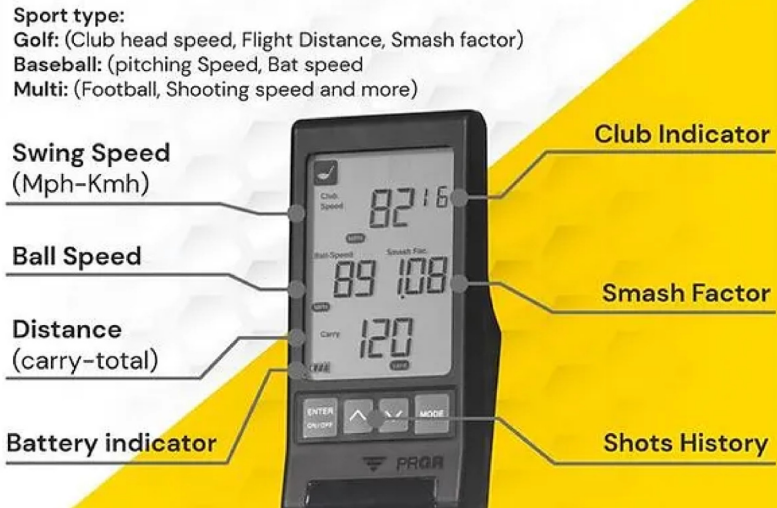 Sport type:
Golf: (Club head speed, Flight Distance, Smash factor)
Baseball: (pitching Speed, Bat speed
Multi: (Football, Shooting speed and more)
Club Indicator
Swing Speed
(Mph-Kmh)
Club
Speed
82 16
MPH
Ball Speed
Ball-Speed Smash Fac.
89 1.08
MPH
Smash Factor
Distance
(carry-total)
Carry
120
ENTER
ON/OFF
MODE
Battery indicator
Shots History
PRGR